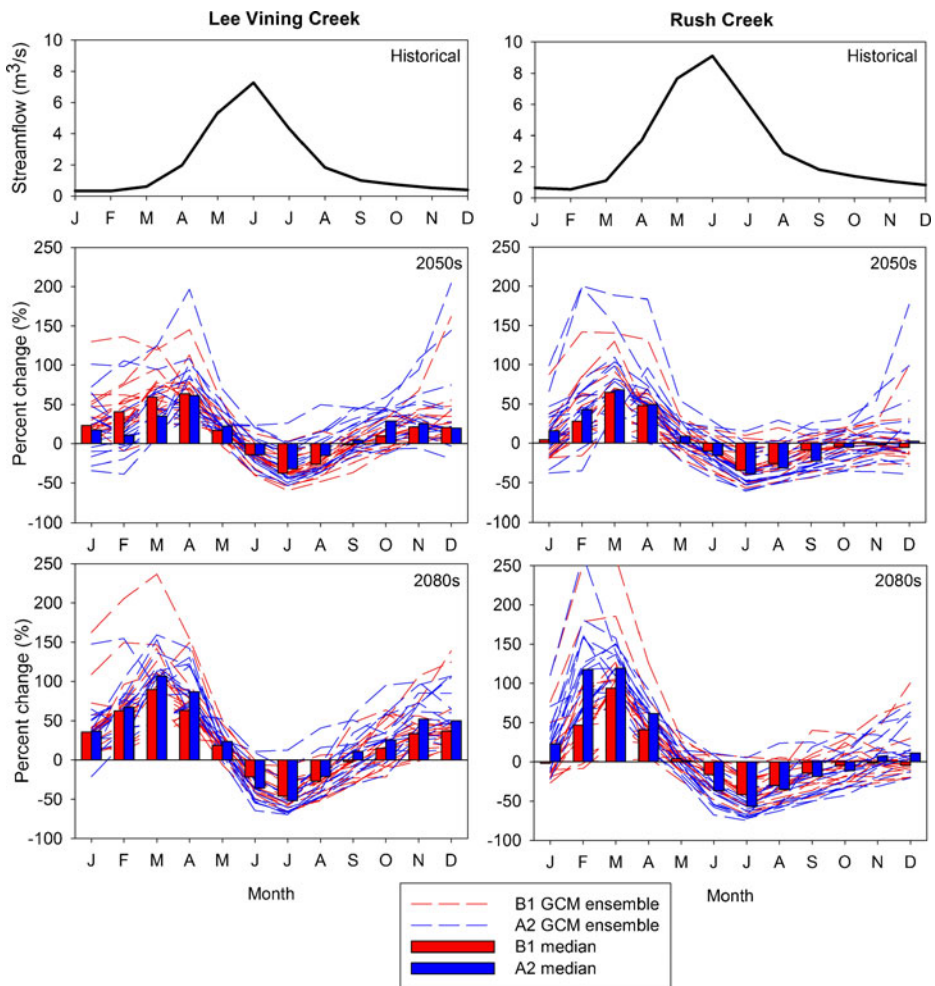 Lee Vining Creek
Rush Creek
Streamflow (m3/s)
10
8
6
4
2
0
Historical
J F M A M J J A S O N D
10
8
6
4
2
0
Historical
J F M A M J J A S O N D
Percent change (%)
250
200
150
100
50
0
-50
-100
2050s
J F M A M J J A S O N D
250
200
150
100
50
0
-50
-100
2050s
J F M A M J J A S O N D
Percent change (%)
250
200
150
100
50
0
-50
-100
2080s
J F M A M J J A S O N D
Month
250
200
150
100
50
0
-50
-100
2080s
J F M A M J J A S O N D
Month
B1 GCM ensemble
A2 GCM ensemble
B1 median
A2 median